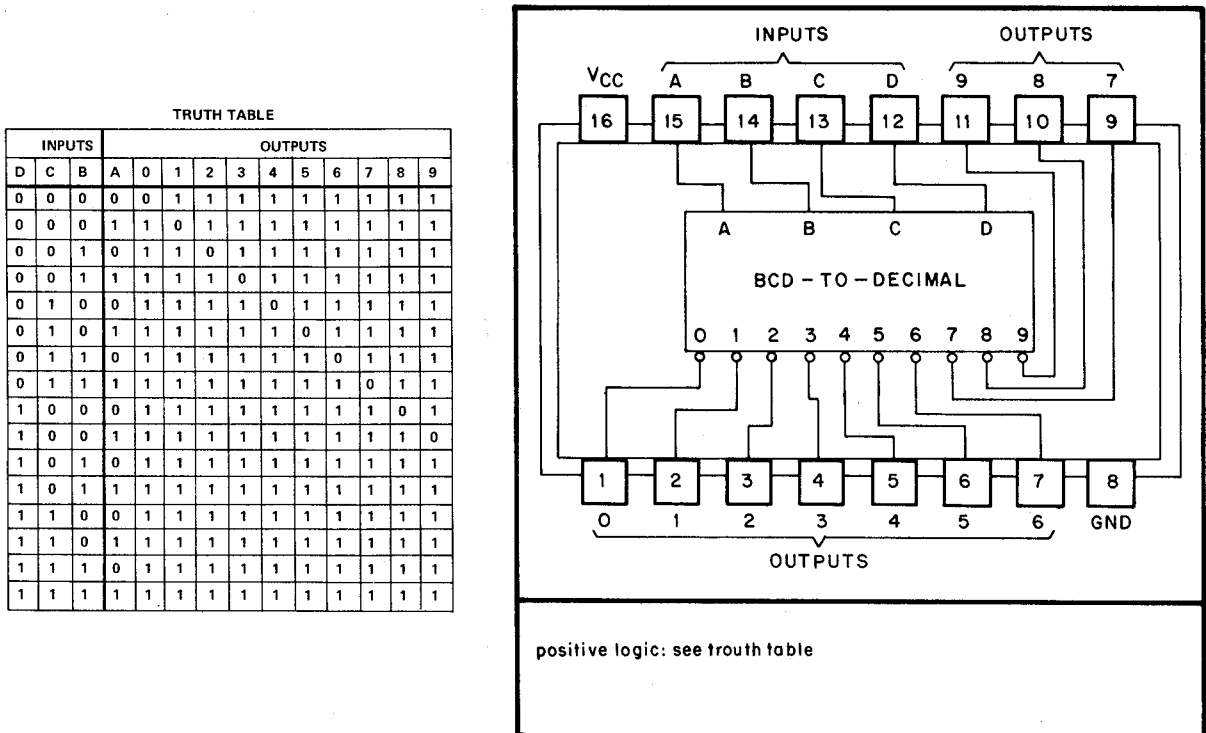 TRUTH TABLE
INPUTS OUTPUTS
D C B A 0 1 2 3 4 5 6 7 8 9
0 0 0 0 0 1 1 1 1 1 1 1 1 1
0 0 0 1 1 0 1 1 1 1 1 1 1 1
0 0 1 0 1 1 0 1 1 1 1 1 1 1
0 0 1 1 1 1 1 0 1 1 1 1 1 1
0 1 0 0 1 1 1 1 0 1 1 1 1 1
0 1 0 1 1 1 1 1 1 0 1 1 1 1
0 1 1 0 1 1 1 1 1 1 0 1 1 1
0 1 1 1 1 1 1 1 1 1 1 0 1 1
1 0 0 0 1 1 1 1 1 1 1 1 0 1
1 0 0 1 1 1 1 1 1 1 1 1 1 0
1 0 1 0 1 1 1 1 1 1 1 1 1 1
1 0 1 1 1 1 1 1 1 1 1 1 1 1
1 1 0 0 1 1 1 1 1 1 1 1 1 1
1 1 0 1 1 1 1 1 1 1 1 1 1 1
1 1 1 0 1 1 1 1 1 1 1 1 1 1
1 1 1 1 1 1 1 1 1 1 1 1 1 1
INPUTS OUTPUTS
VCC A B C D 9 8 7
16 15 14 13 12 11 10 9
A B C D
BCD-TO-DECIMAL
0 1 2 3 4 5 6 7 8 9
1 2 3 4 5 6 7 8
0 1 2 3 4 5 6 GND
OUTPUTS
positive logic: see trouth table